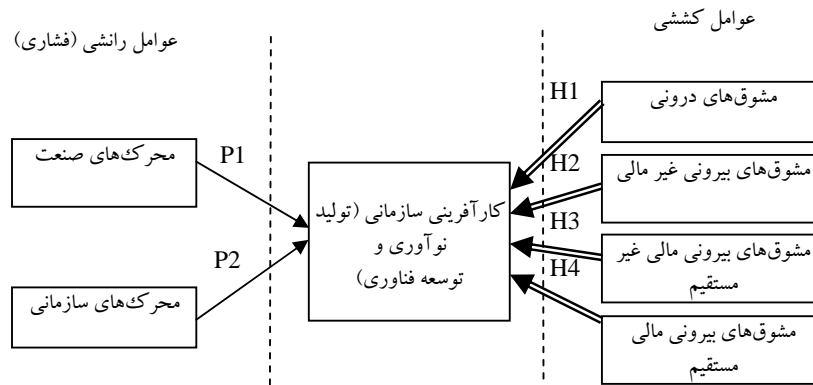 عوامل کششی
عوامل رانشی (فشاری)
مشوق‌های درونی
H1
محرک‌های صنعت
P1
H2
مشوق‌های بیرونی غیر مالی
کارآفرینی سازمانی (تولید
نوآوری و
توسعه فناوری)
H3
مشوق‌های بیرونی مالی غیر
مستقیم
P2
H4
محرک‌های سازمانی
مشوق‌های بیرونی مالی
مستقیم